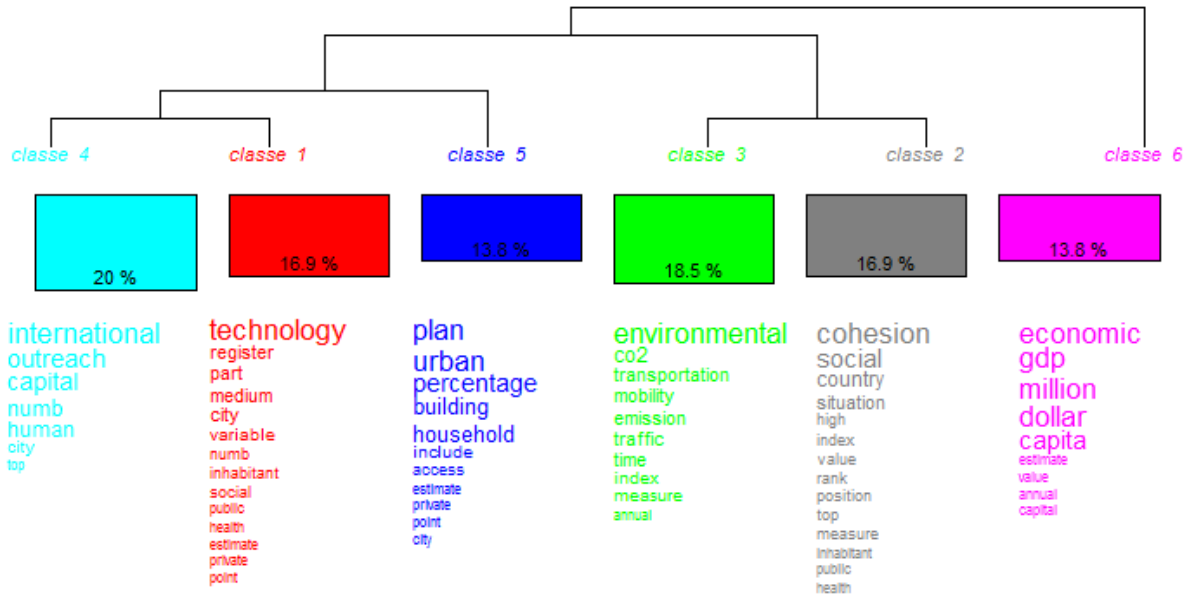 classe 4
classe 1
classe 5
classe 3
classe 2
classe 6
20 %
16.9 %
13.8 %
18.5 %
16.9 %
13.8 %
international
outreach
capital
numb
human
city
top
technology
register
part
medium
city
variable
numb
inhabitant
social
public
health
estimate
private
point
plan
urban
percentage
building
household
include
access
estimate
private
point
city
environmental
co2
transportation
mobility
emission
traffic
time
index
measure
annual
cohesion
social
country
situation
high
index
value
rank
position
top
measure
inhabitant
public
health
economic
gdp
million
dollar
capita
estimate
value
annual
capital